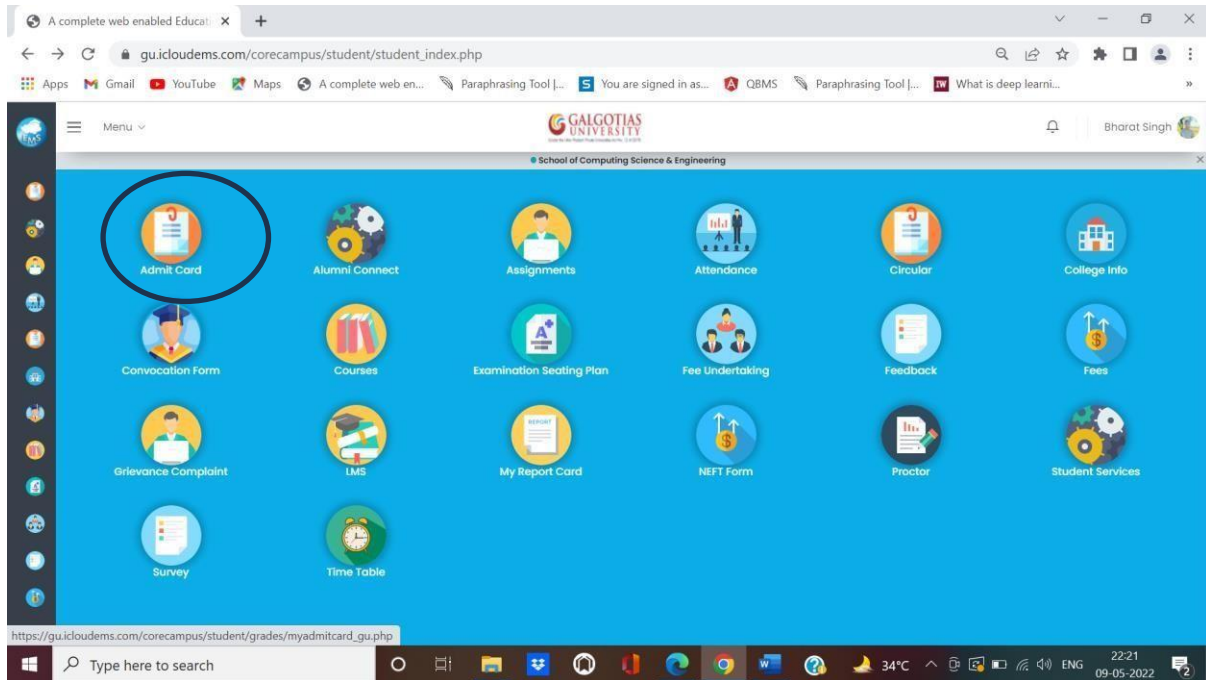 A complete web enabled Educat
gu.icloudems.com/corecampus/student/student_index.php
Apps Gmail YouTube Maps A complete web en... Paraphrasing Tool |... You are signed in as... QBMS Paraphrasing Tool |... What is deep learni... »
EMS Menu GALGOTIAS UNIVERSITY Bharat Singh
School of Computing Science & Engineering
Admit Card Alumni Connect Assignments Attendance Circular College Info
Convocation Form Courses Examination Seating Plan Fee Undertaking Feedback Fees
REPORT
Grievance Complaint LMS My Report Card NEFT Form Proctor Student Services
Survey Time Table
https://gu.icloudems.com/corecampus/student/grades/myadmitcard_gu.php
Type here to search 34°C ENG 22:21
09-05-2022 2